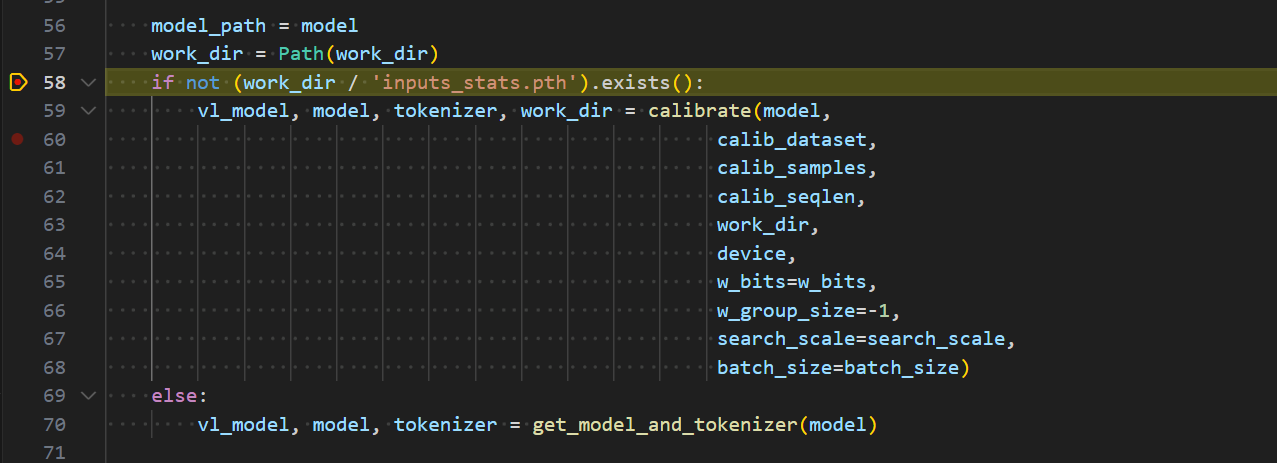 56 model_path = model
57 work_dir = Path(work_dir)
58 if not (work_dir / 'inputs_stats.pth').exists():
59 vl_model, model, tokenizer, work_dir = calibrate(model,
60 calib_dataset,
61 calib_samples,
62 calib_seqlen,
63 work_dir,
64 device,
65 w_bits=w_bits,
66 w_group_size=-1,
67 search_scale=search_scale,
68 batch_size=batch_size)
69 else:
70 vl_model, model, tokenizer = get_model_and_tokenizer(model)
71